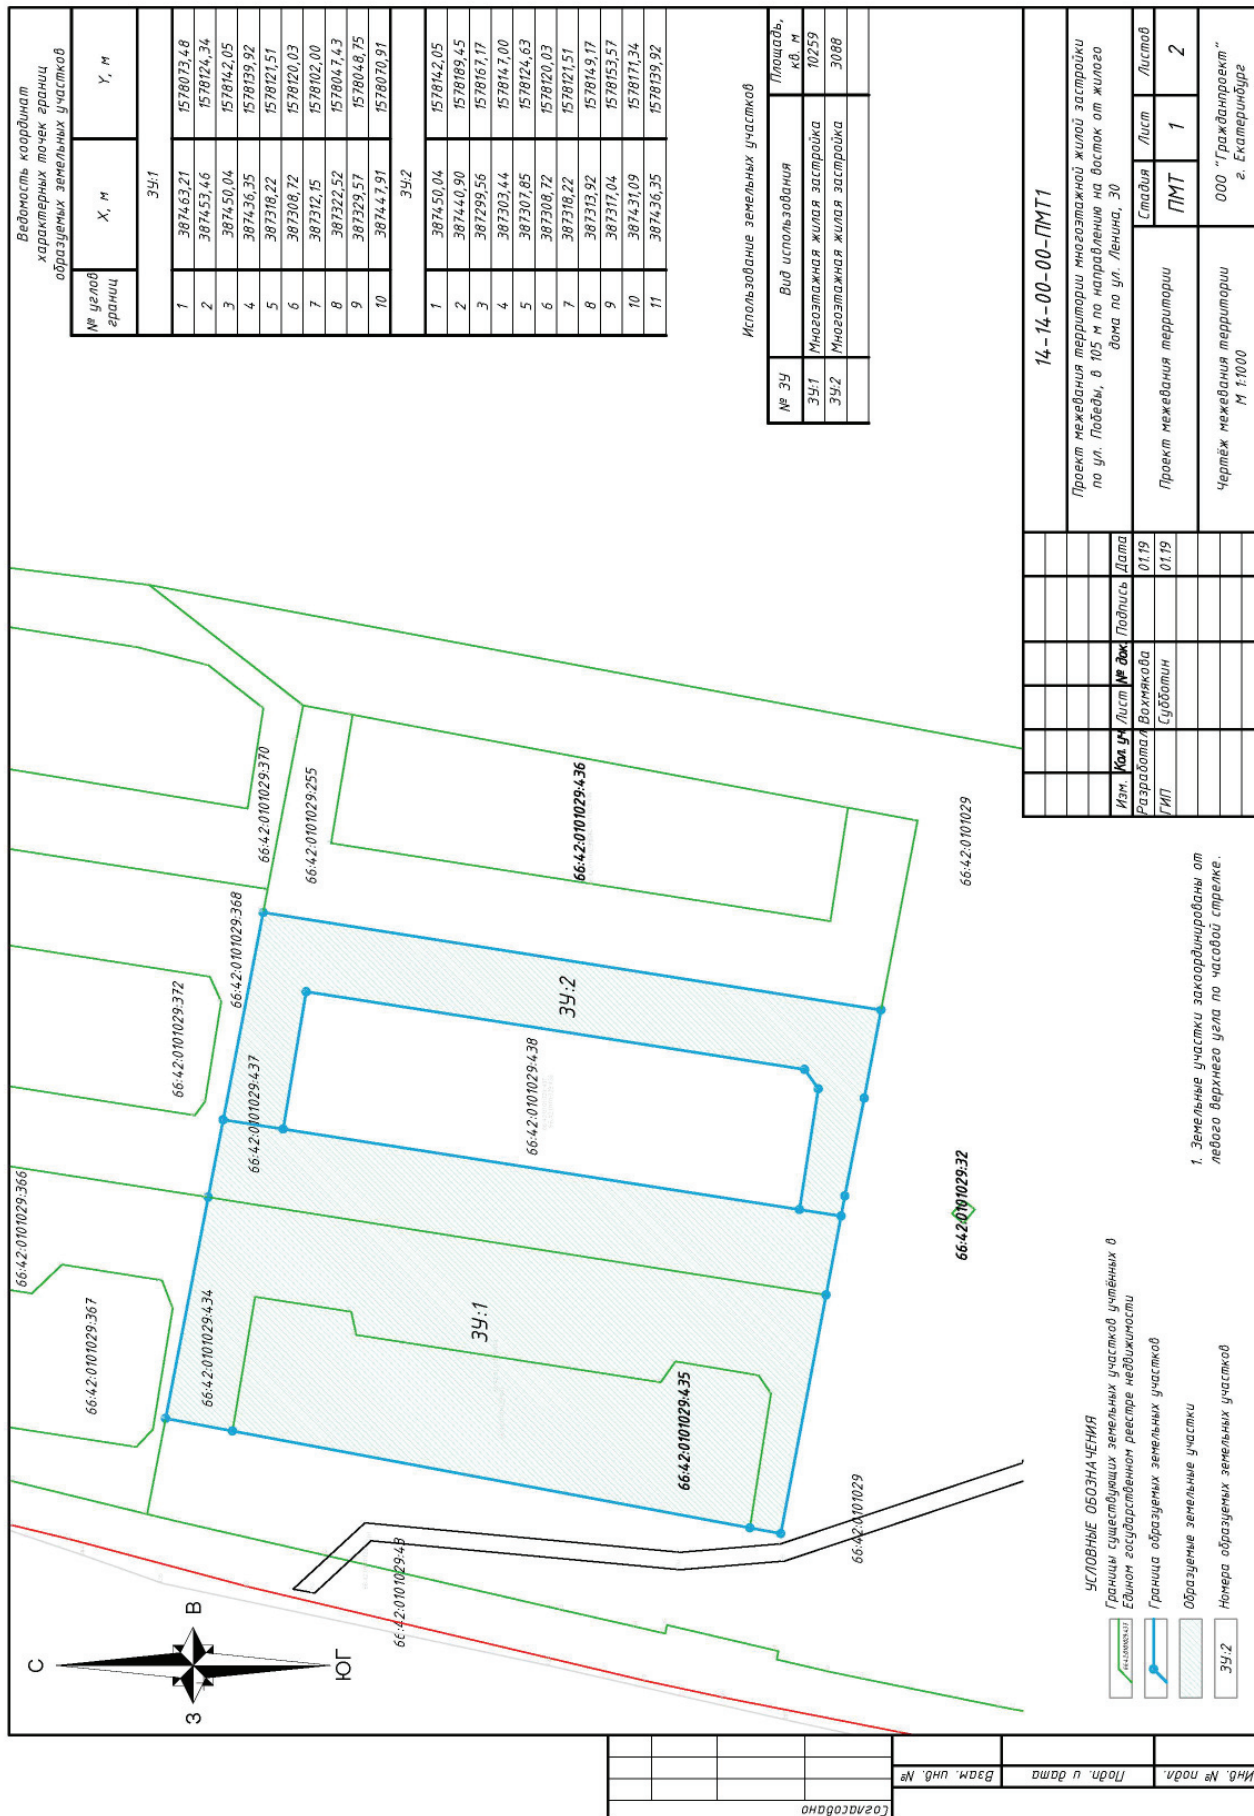 Ведомость координат
характерных точек границ
образуемых земельных участков
№ углов границ X, м Y, м
ЗУ:1
1 387463,21 1578073,48
2 387453,46 1578124,34
3 387450,04 1578142,05
4 387436,35 1578139,92
5 387318,22 1578121,51
6 387308,72 1578120,03
7 387312,15 1578102,00
8 387322,52 1578047,43
9 387329,57 1578048,75
10 387447,91 1578070,91
ЗУ:2
1 387450,04 1578142,05
2 387440,90 1578189,45
3 387299,56 1578167,17
4 387303,44 1578147,00
5 387307,85 1578124,63
6 387308,72 1578120,03
7 387318,22 1578121,51
8 387313,92 1578149,17
9 387317,04 1578153,57
10 387431,09 1578171,34
11 387436,35 1578139,92
Использование земельных участков
№ ЗУ Вид использования Площадь, кв. м
ЗУ:1 Многоэтажная жилая застройка 10259
ЗУ:2 Многоэтажная жилая застройка 3088
С
З
В
ЮГ
66:42:0101029:366
66:42:0101029:367
66:42:0101029:372
66:42:0101029:368
66:42:0101029:370
66:42:0101029:255
66:42:0101029:434
66:42:0101029:437
66:42:0101029:436
66:42:0101029:438
ЗУ:2
ЗУ:1
66:42:0101029:435
66:42:0101029:43
66:42:0101029
66:42:0101029:32
66:42:0101029
УСЛОВНЫЕ ОБОЗНАЧЕНИЯ
Границы существующих земельных участков учтённых в
Едином государственном реестре недвижимости
Граница образуемых земельных участков
Образуемые земельные участки
ЗУ:2 Номера образуемых земельных участков
1. Земельные участки закоординированы от
левого верхнего угла по часовой стрелке.
14-14-00-00-ПМТ1
Проект межевания территории многоэтажной жилой застройки
по ул. Победы, в 105 м по направлению на восток от жилого
дома по ул. Ленина, 30
Изм. Кол.уч Лист № док. Подпись Дата
Разработал Вохмякова 01.19
ГИП Субботин 01.19
Проект межевания территории
Стадия Лист Листов
ПМТ 1 2
Чертёж межевания территории
М 1:1000
ООО "Гражданпроект"
г. Екатеринбург
Согласовано
Взам. инв. №
Подп. и дата
Инв. № подл.